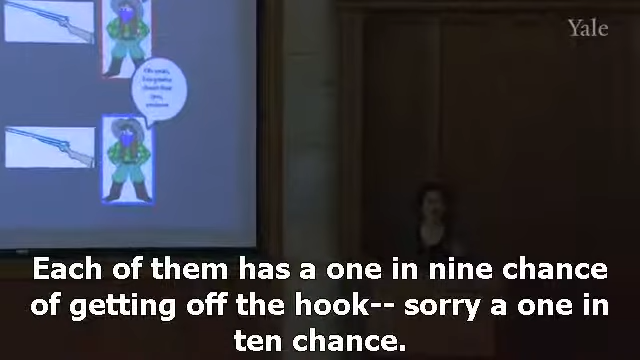 Yale
Each of them has a one in nine chance
of getting off the hook-- sorry a one in
ten chance.